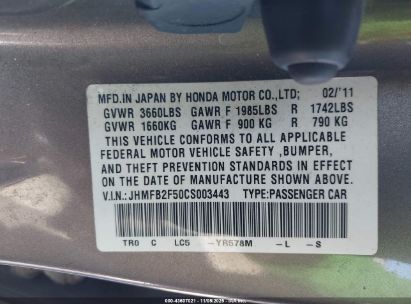 MFD.IN JAPAN BY HONDA MOTOR CO.,LTD; 02/'11
GVWR 3660LBS GAWR F 1985LBS R 1742LBS
GVWR 1660KG GAWR F 900 KG R 790 KG
THIS VEHICLE CONFORMS TO ALL APPLICABLE
FEDERAL MOTOR VEHICLE SAFETY ,BUMPER,
AND THEFT PREVENTION STANDARDS IN EFFECT
ON THE DATE OF MANUFACTURE SHOWN ABOVE.
V.I.N.: JHMFB2F50CS003443 TYPE:PASSENGER CAR
TR0 C LC5 -YR578M -L -S